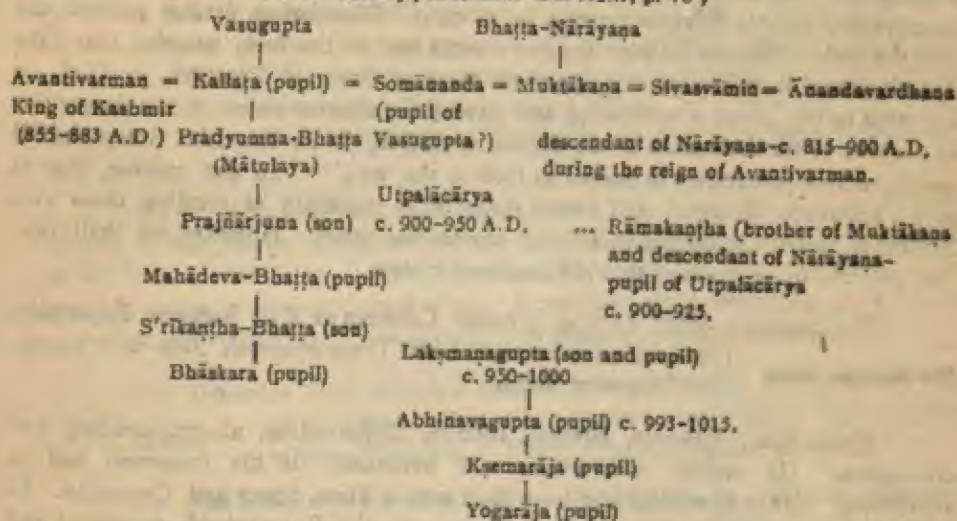 Vasugupta Bhaṭṭa-Nārāyaṇa
Avantivarman = Kallaṭa (pupil) = Somānanda = Muktākaṇa = Sivasvāmin = Ānandavardhana
King of Kashmir (pupil of
(855-883 A.D ) Pradyumna-Bhaṭṭa Vasugupta ?) descendant of Nārāyaṇa-c. 815-900 A.D,
(Mātulaya) during the reign of Avantivarman.
Utpalācārya
Prajñārjuna (son) c. 900-950 A.D. ... Rāmakaṇṭha (brother of Muktākaṇa
and descendant of Nārāyaṇa-
Mahādeva-Bhaṭṭa (pupil) pupil of Utpalācārya
c. 900-925.
S'rīkaṇṭha-Bhaṭṭa (son)
Lakṣmaṇagupta (son and pupil)
Bhāskara (pupil) c. 950-1000
Abhinavagupta (pupil) c. 993-1015.
Kṣemarāja (pupil)
Yogarāja (pupil)